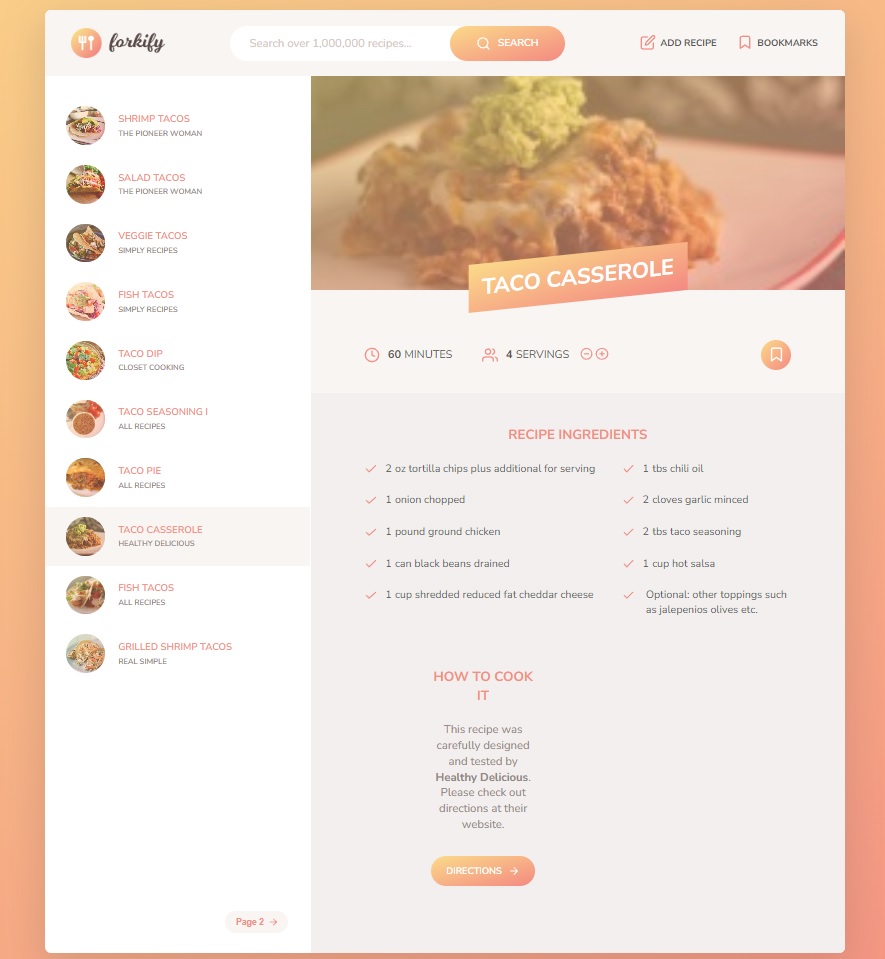 forkify
Search over 1,000,000 recipes...
SEARCH
ADD RECIPE
BOOKMARKS
SHRIMP TACOS
THE PIONEER WOMAN
SALAD TACOS
THE PIONEER WOMAN
VEGGIE TACOS
SIMPLY RECIPES
FISH TACOS
SIMPLY RECIPES
TACO DIP
CLOSET COOKING
TACO SEASONING I
ALL RECIPES
TACO PIE
ALL RECIPES
TACO CASSEROLE
HEALTHY DELICIOUS
FISH TACOS
ALL RECIPES
GRILLED SHRIMP TACOS
REAL SIMPLE
Page 2
TACO CASSEROLE
60 MINUTES
4 SERVINGS
RECIPE INGREDIENTS
2 oz tortilla chips plus additional for serving
1 tbs chili oil
1 onion chopped
2 cloves garlic minced
1 pound ground chicken
2 tbs taco seasoning
1 can black beans drained
1 cup hot salsa
1 cup shredded reduced fat cheddar cheese
Optional: other toppings such
as jalepenios olives etc.
HOW TO COOK
IT
This recipe was
carefully designed
and tested by
Healthy Delicious.
Please check out
directions at their
website.
DIRECTIONS